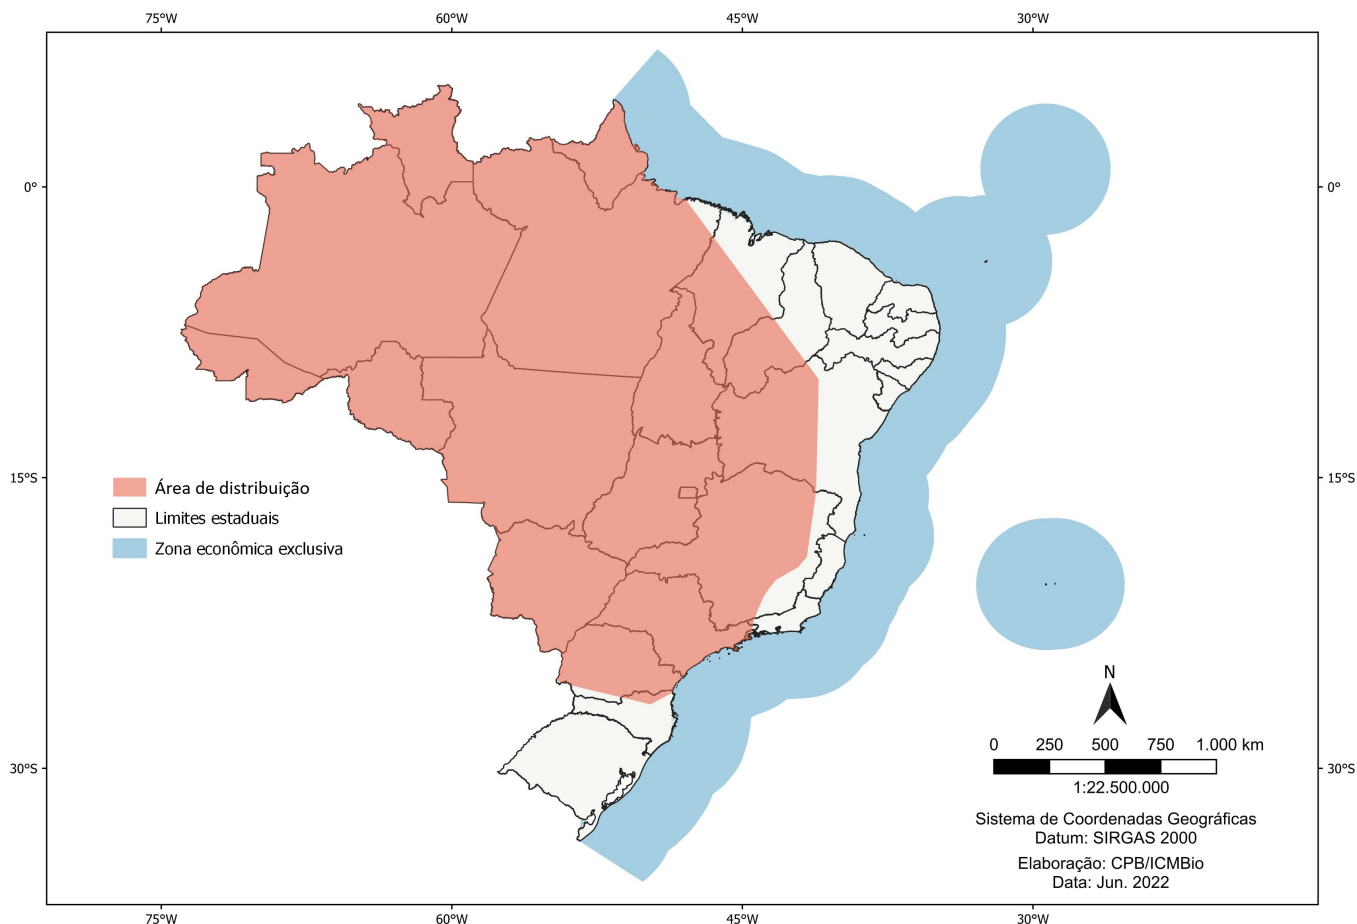 75°W
60°W
45°W
30°W
0°
0°
15°S
15°S
Área de distribuição
Limites estaduais
Zona econômica exclusiva
N
0 250 500 750 1.000 km
30°S
30°S
1:22.500.000
Sistema de Coordenadas Geográficas
Datum: SIRGAS 2000
Elaboração: CPB/ICMBio
Data: Jun. 2022
75°W
60°W
45°W
30°W